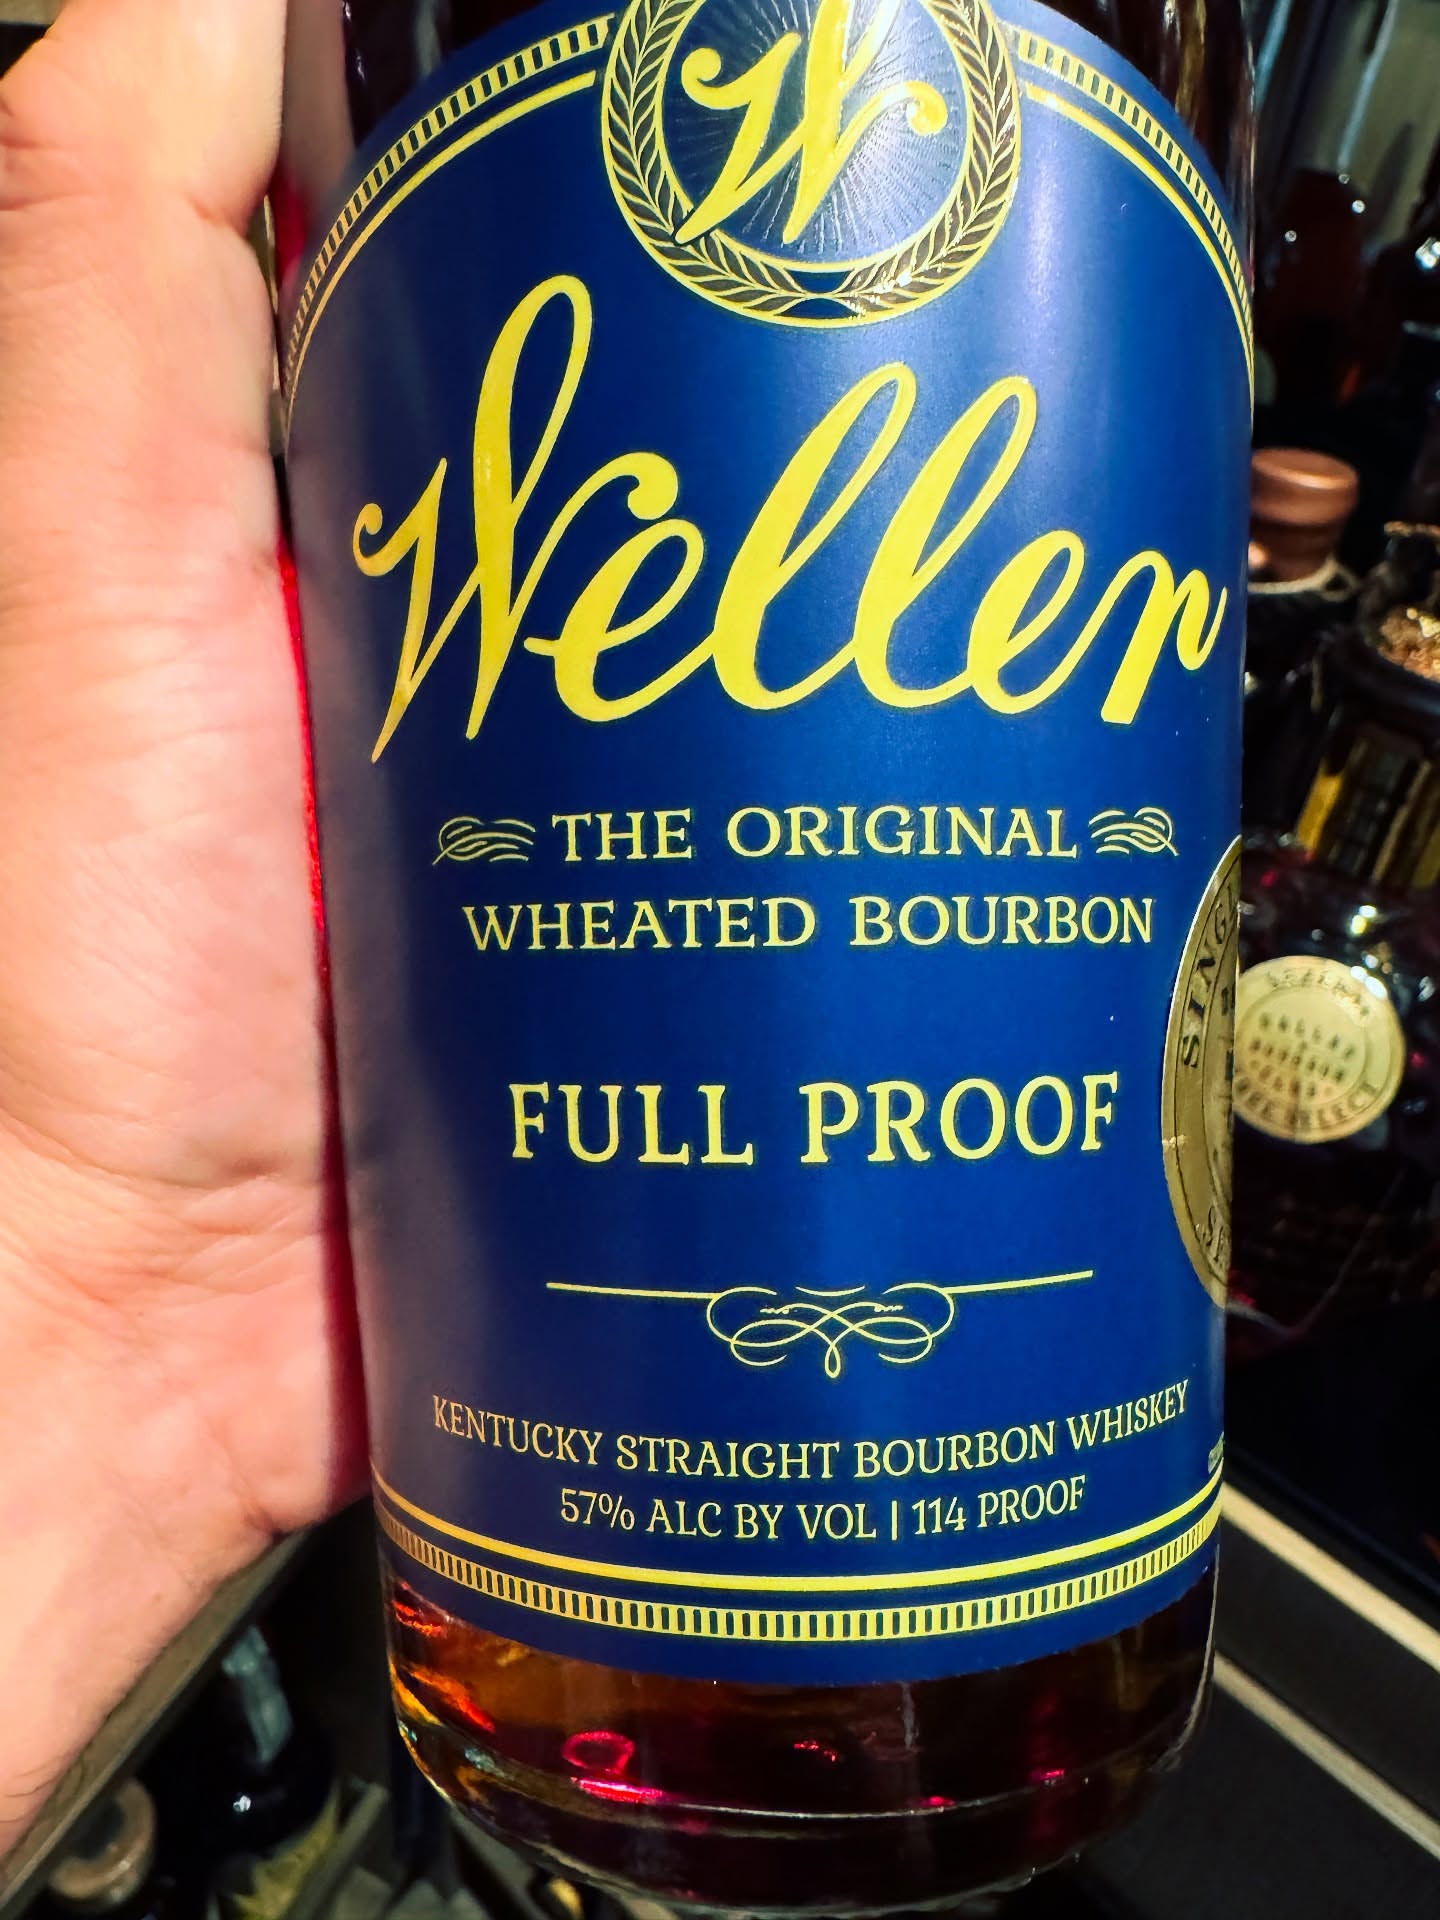 W
Weller
THE ORIGINAL
WHEATED BOURBON
FULL PROOF
KENTUCKY STRAIGHT BOURBON WHISKEY
57% ALC BY VOL | 114 PROOF